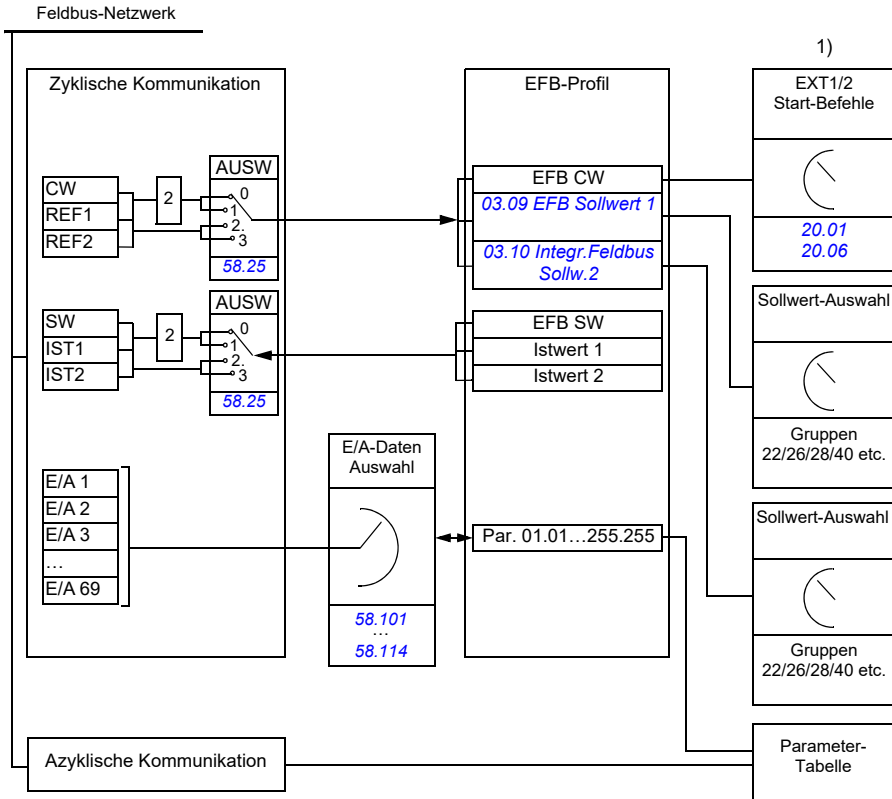 Feldbus-Netzwerk
1)
Zyklische Kommunikation
EFB-Profil
EXT1/2
Start-Befehle
AUSW
CW
REF1
REF2
2
0
1
2.
3
58.25
EFB CW
03.09 EFB Sollwert 1
03.10 Integr.Feldbus
Sollw.2
20.01
20.06
AUSW
SW
IST1
IST2
2
0
1
2.
3
58.25
EFB SW
Istwert 1
Istwert 2
Sollwert-Auswahl
Gruppen
22/26/28/40 etc.
E/A-Daten
Auswahl
E/A 1
E/A 2
E/A 3
…
E/A 69
58.101
…
58.114
Par. 01.01…255.255
Sollwert-Auswahl
Gruppen
22/26/28/40 etc.
Azyklische Kommunikation
Parameter-
Tabelle